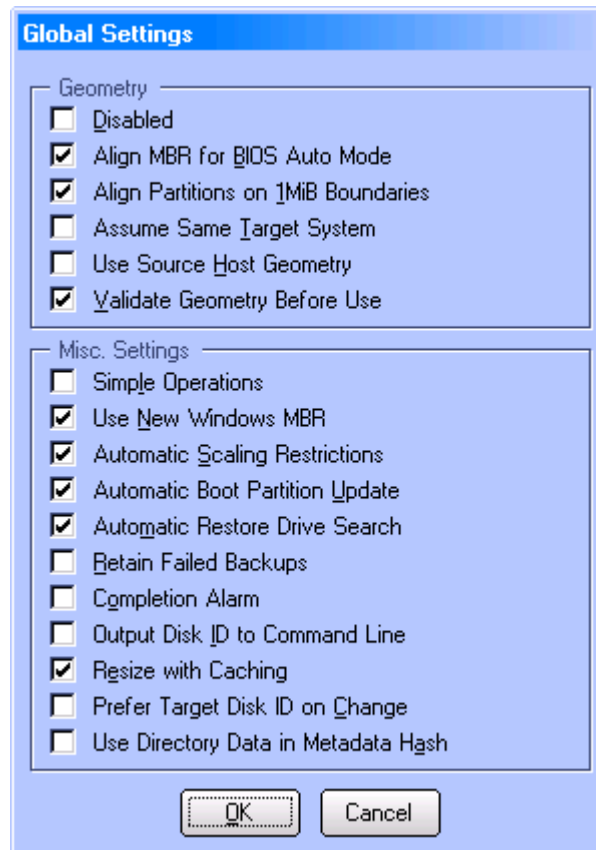 Global Settings
Geometry
Disabled
Align MBR for BIOS Auto Mode
Align Partitions on 1MiB Boundaries
Assume Same Target System
Use Source Host Geometry
Validate Geometry Before Use
Misc. Settings
Simple Operations
Use New Windows MBR
Automatic Scaling Restrictions
Automatic Boot Partition Update
Automatic Restore Drive Search
Retain Failed Backups
Completion Alarm
Output Disk ID to Command Line
Resize with Caching
Prefer Target Disk ID on Change
Use Directory Data in Metadata Hash
OK Cancel